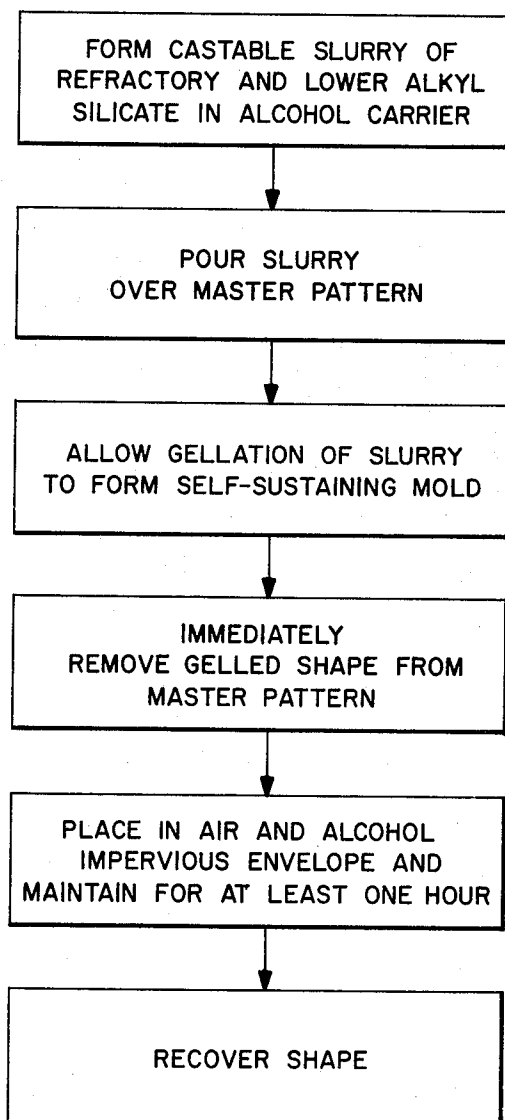 FORM CASTABLE SLURRY OF
REFRACTORY AND LOWER ALKYL
SILICATE IN ALCOHOL CARRIER
POUR SLURRY
OVER MASTER PATTERN
ALLOW GELLATION OF SLURRY
TO FORM SELF-SUSTAINING MOLD
IMMEDIATELY
REMOVE GELLED SHAPE FROM
MASTER PATTERN
PLACE IN AIR AND ALCOHOL
IMPERVIOUS ENVELOPE AND
MAINTAIN FOR AT LEAST ONE HOUR
RECOVER SHAPE